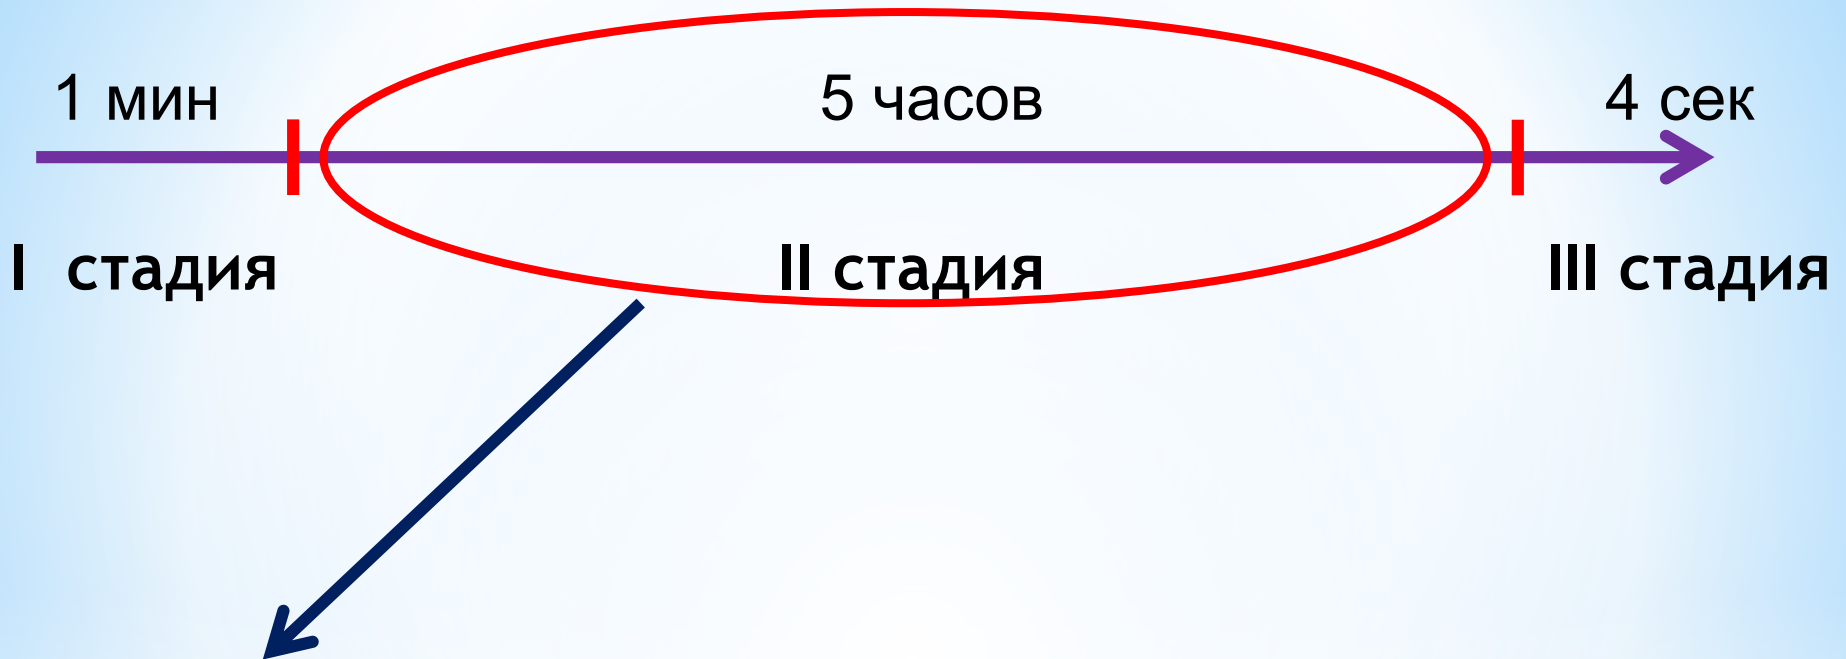 1 мин 5 часов 4 сек
I стадия II стадия III стадия